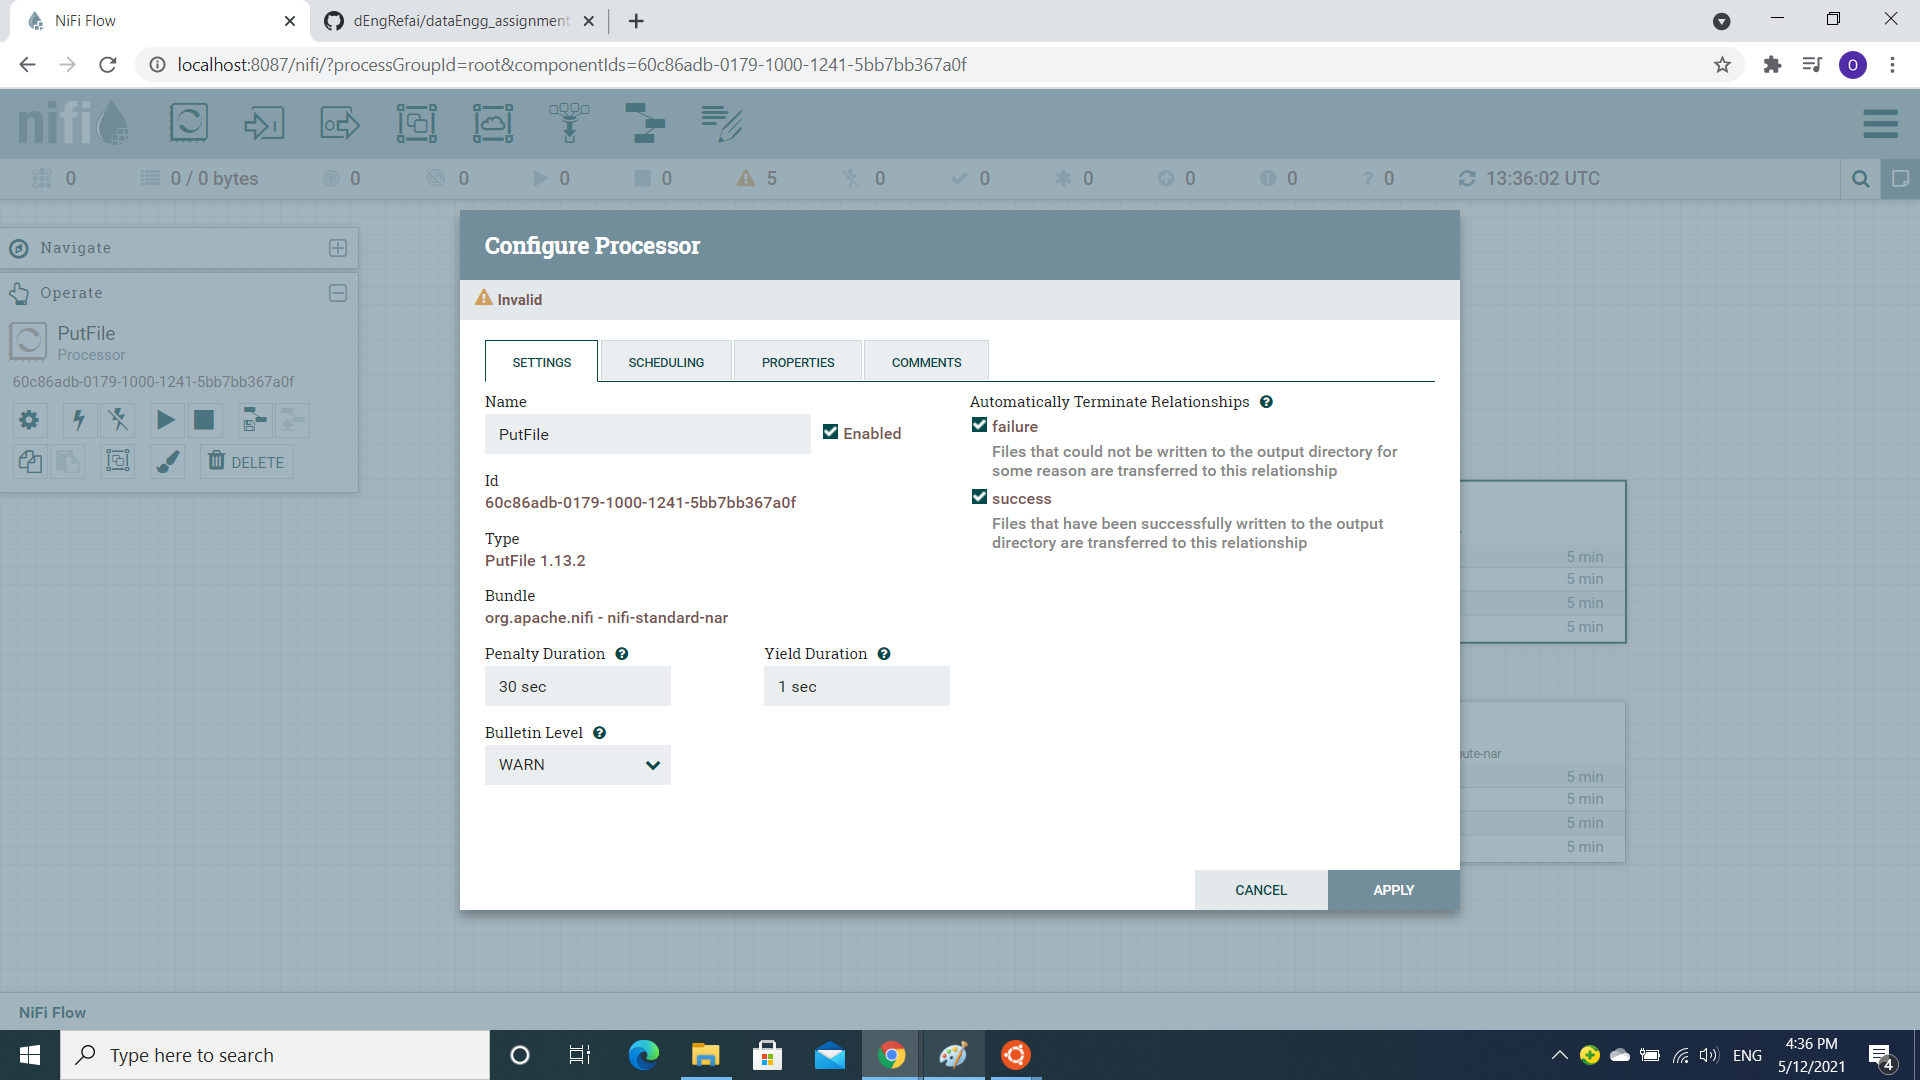 NiFi Flow
dEngRefai/dataEngg_assignment
localhost:8087/nifi/?processGroupId=root&componentIds=60c86adb-0179-1000-1241-5bb7bb367a0f
O
nifi
0
0 / 0 bytes
0
0
0
0
5
0
0
0
0
0
0
13:36:02 UTC
Navigate
Operate
PutFile
Processor
60c86adb-0179-1000-1241-5bb7bb367a0f
DELETE
Configure Processor
Invalid
SETTINGS
SCHEDULING
PROPERTIES
COMMENTS
Name
PutFile
Enabled
Id
60c86adb-0179-1000-1241-5bb7bb367a0f
Type
PutFile 1.13.2
Bundle
org.apache.nifi - nifi-standard-nar
Penalty Duration
30 sec
Yield Duration
1 sec
Bulletin Level
WARN
Automatically Terminate Relationships
failure
Files that could not be written to the output directory for
some reason are transferred to this relationship
success
Files that have been successfully written to the output
directory are transferred to this relationship
CANCEL
APPLY
5 min
5 min
5 min
5 min
ute-nar
5 min
5 min
5 min
5 min
NiFi Flow
Type here to search
ENG
4:36 PM
5/12/2021
4